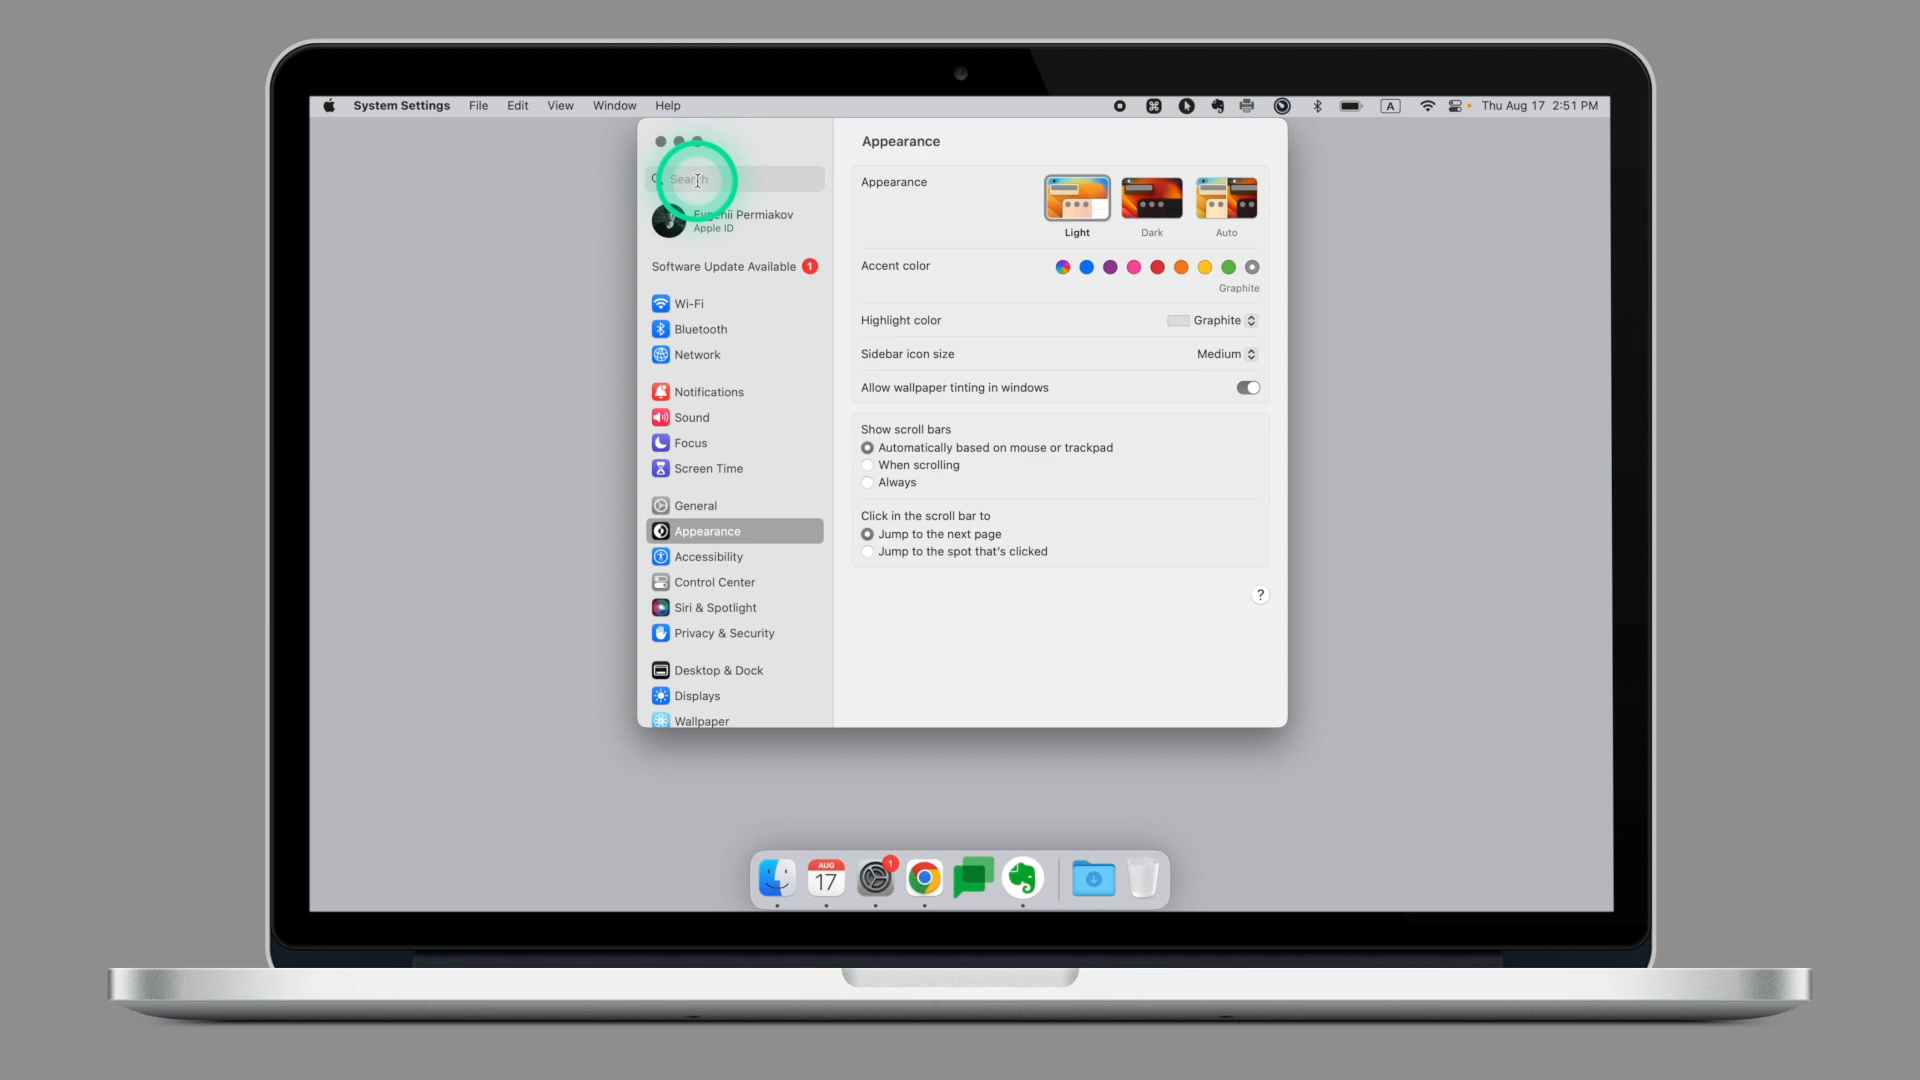 System Settings File Edit View Window Help A Thu Aug 17 2:51 PM
Search
Evgenii Permiakov
Apple ID
Software Update Available 1
Wi-Fi
Bluetooth
Network
Notifications
Sound
Focus
Screen Time
General
Appearance
Accessibility
Control Center
Siri & Spotlight
Privacy & Security
Desktop & Dock
Displays
Wallpaper
Appearance
Appearance
Light Dark Auto
Accent color
Graphite
Highlight color Graphite
Sidebar icon size Medium
Allow wallpaper tinting in windows
Show scroll bars
Automatically based on mouse or trackpad
When scrolling
Always
Click in the scroll bar to
Jump to the next page
Jump to the spot that's clicked
?
AUG
17
1